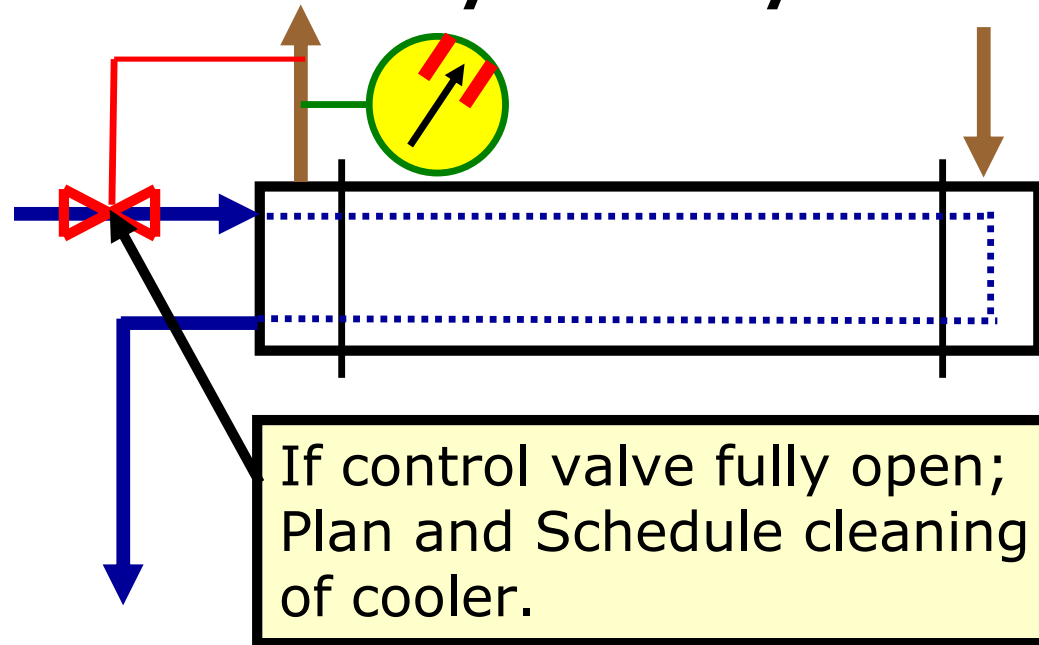 If control valve fully open;
Plan and Schedule cleaning
of cooler.